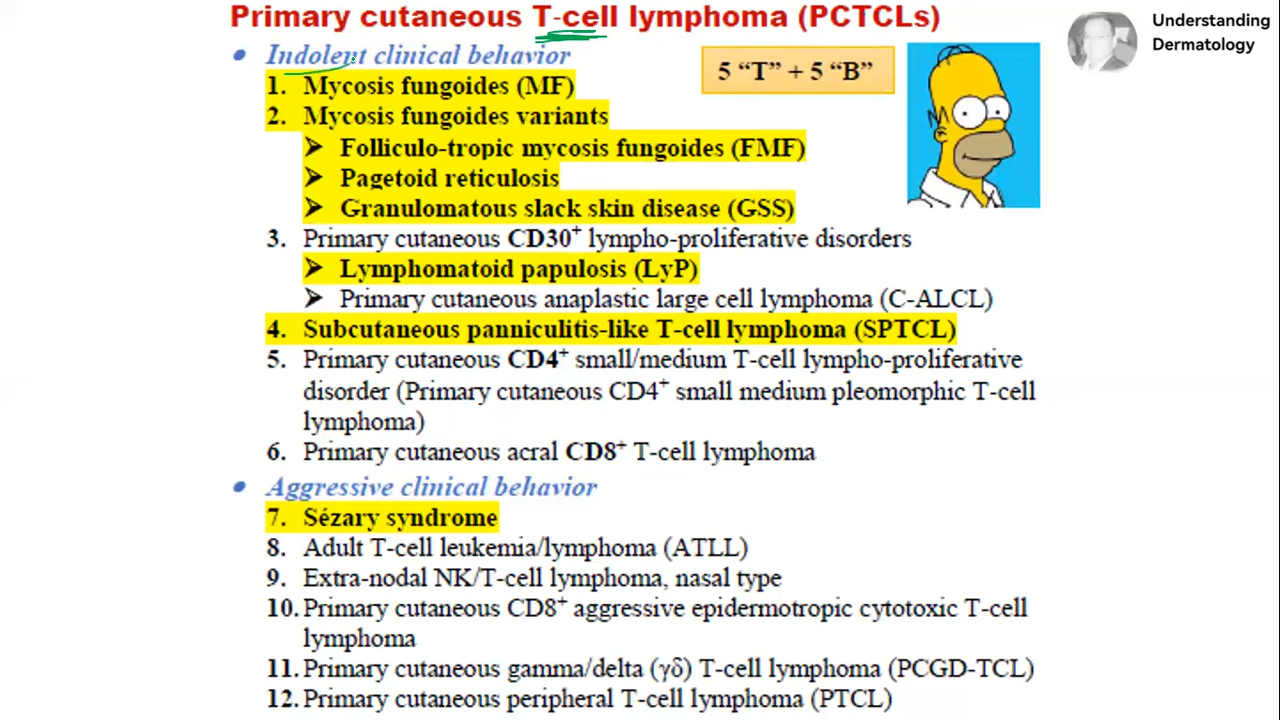 Primary cutaneous T-cell lymphoma (PCTCLs)
Understanding
Dermatology
• Indolent clinical behavior
5 “T” + 5 “B”
1. Mycosis fungoides (MF)
2. Mycosis fungoides variants
➤ Folliculo-tropic mycosis fungoides (FMF)
➤ Pagetoid reticulosis
➤ Granulomatous slack skin disease (GSS)
3. Primary cutaneous CD30⁺ lympho-proliferative disorders
➤ Lymphomatoid papulosis (LyP)
➤ Primary cutaneous anaplastic large cell lymphoma (C-ALCL)
4. Subcutaneous panniculitis-like T-cell lymphoma (SPTCL)
5. Primary cutaneous CD4⁺ small/medium T-cell lympho-proliferative
disorder (Primary cutaneous CD4⁺ small medium pleomorphic T-cell
lymphoma)
6. Primary cutaneous acral CD8⁺ T-cell lymphoma
• Aggressive clinical behavior
7. Sézary syndrome
8. Adult T-cell leukemia/lymphoma (ATLL)
9. Extra-nodal NK/T-cell lymphoma, nasal type
10. Primary cutaneous CD8⁺ aggressive epidermotropic cytotoxic T-cell
lymphoma
11. Primary cutaneous gamma/delta (γδ) T-cell lymphoma (PCGD-TCL)
12. Primary cutaneous peripheral T-cell lymphoma (PTCL)